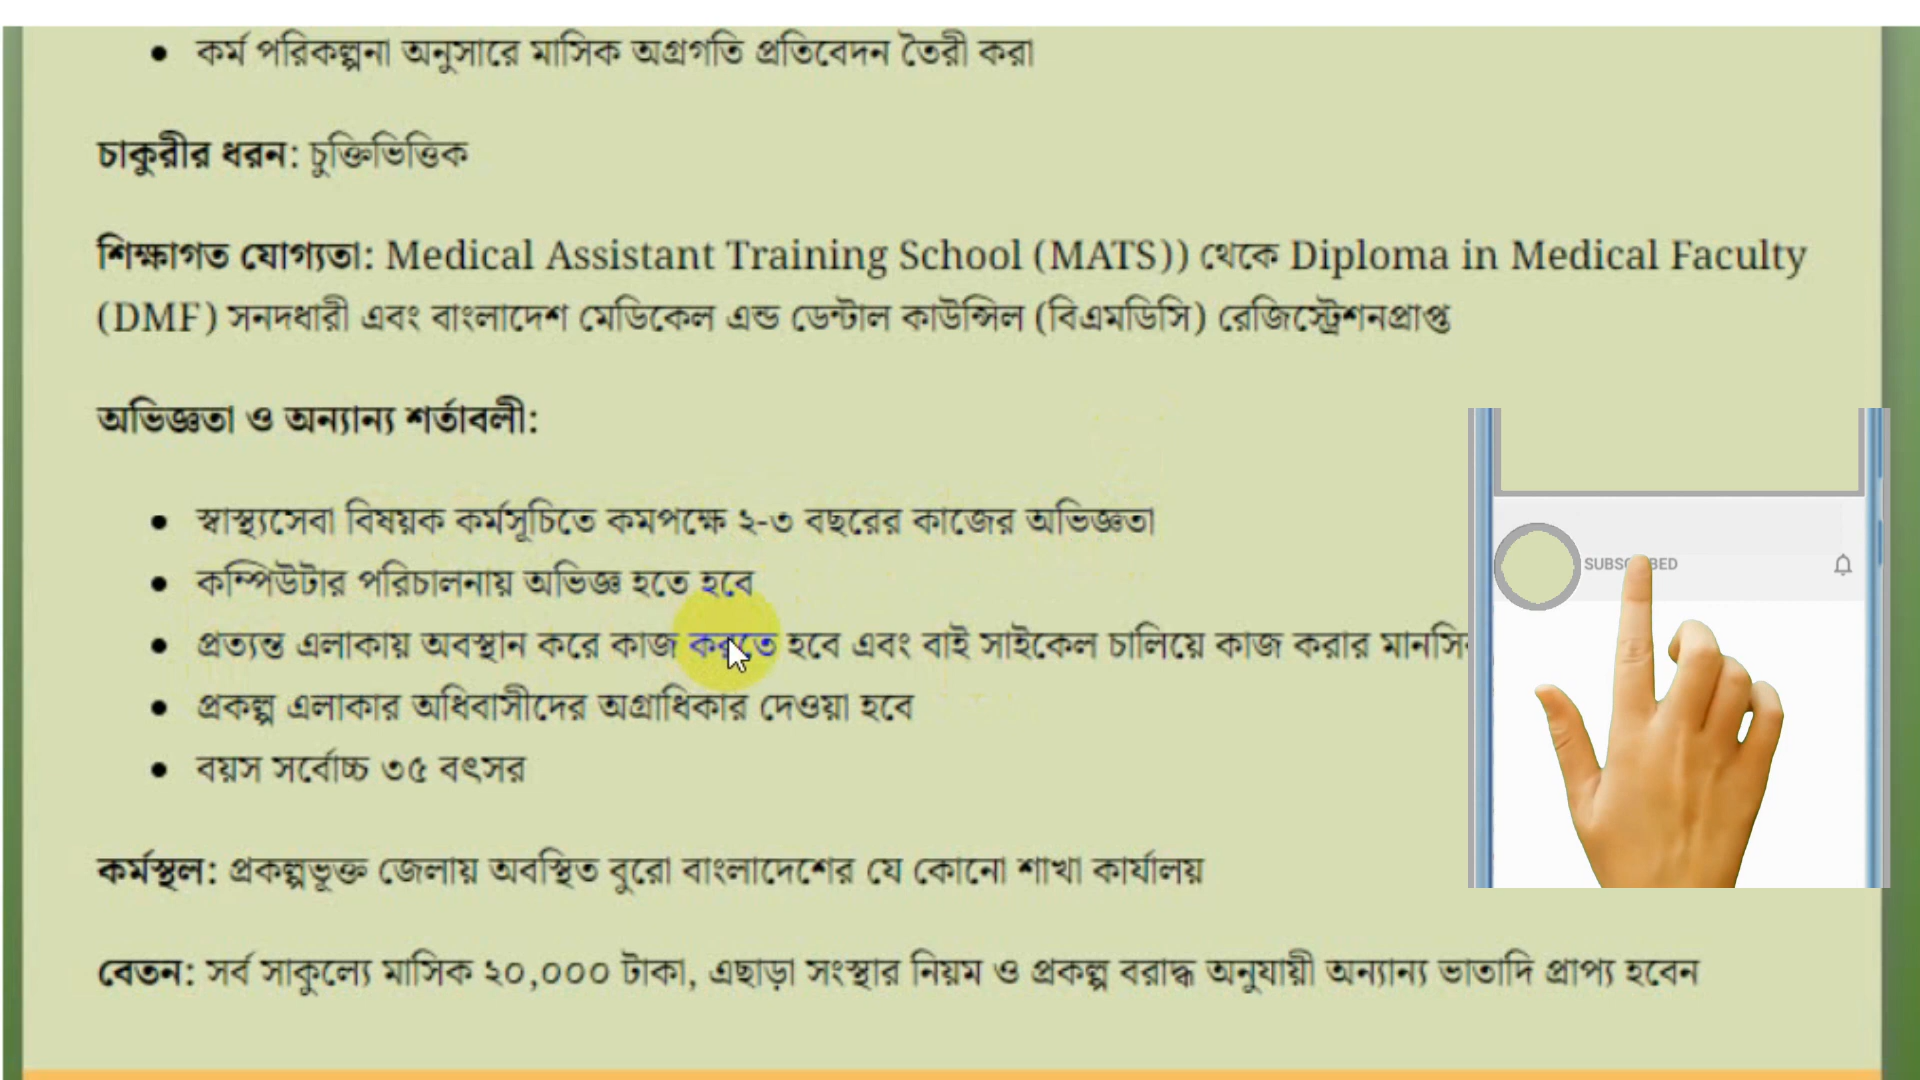 • কর্ম পরিকল্পনা অনুসারে মাসিক অগ্রগতি প্রতিবেদন তৈরী করা
চাকুরীর ধরন: চুক্তিভিত্তিক
শিক্ষাগত যোগ্যতা: Medical Assistant Training School (MATS)) থেকে Diploma in Medical Faculty
(DMF) সনদধারী এবং বাংলাদেশ মেডিকেল এন্ড ডেন্টাল কাউন্সিল (বিএমডিসি) রেজিস্ট্রেশনপ্রাপ্ত
অভিজ্ঞতা ও অন্যান্য শর্তাবলী:
• স্বাস্থ্যসেবা বিষয়ক কর্মসূচিতে কমপক্ষে ২-৩ বছরের কাজের অভিজ্ঞতা
• কম্পিউটার পরিচালনায় অভিজ্ঞ হতে হবে
• প্রত্যন্ত এলাকায় অবস্থান করে কাজ করতে হবে এবং বাই সাইকেল চালিয়ে কাজ করার
• প্রকল্প এলাকার অধিবাসীদের অগ্রাধিকার দেওয়া হবে
• বয়স সর্বোচ্চ ৩৫ বৎসর
কর্মস্থল: প্রকল্পভূক্ত জেলায় অবস্থিত বুরো বাংলাদেশের যে কোনো শাখা কার্যালয়
বেতন: সর্ব সাকুল্যে মাসিক ২০,০০০ টাকা, এছাড়া সংস্থার নিয়ম ও প্রকল্প বরাদ্ধ অনুযায়ী অন্যান্য ভাতাদি প্রাপ্য হবেন
SUBSCRIBED